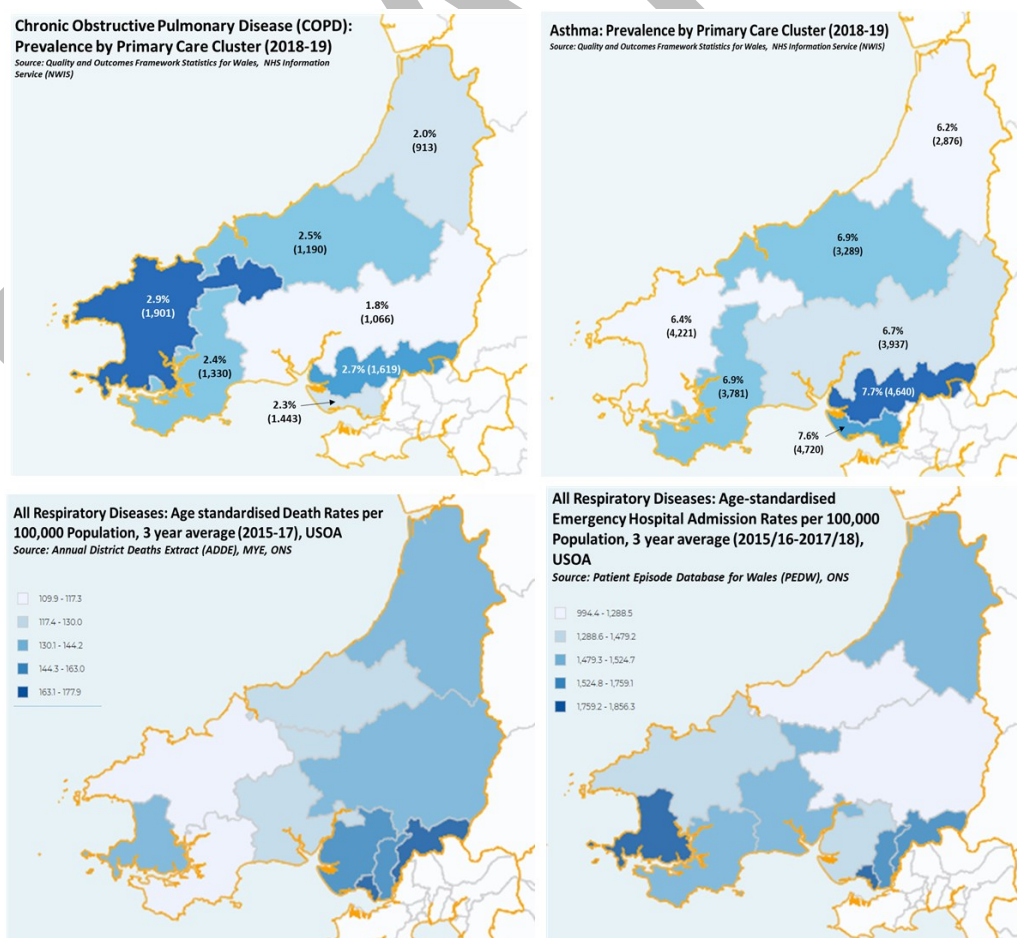 Chronic Obstructive Pulmonary Disease (COPD):
Prevalence by Primary Care Cluster (2018-19)
Source: Quality and Outcomes Framework Statistics for Wales, NHS Information
Service (NWIS)
2.0%
(913)
2.5%
(1,190)
2.9%
(1,901)
1.8%
(1,066)
2.4%
(1,330)
2.7% (1,619)
2.3%
(1.443)
Asthma: Prevalence by Primary Care Cluster (2018-19)
Source: Quality and Outcomes Framework Statistics for Wales, NHS Information Service (NWIS)
6.2%
(2,876)
6.9%
(3,289)
6.4%
(4,221)
6.7%
(3,937)
6.9%
(3,781)
7.7% (4,640)
7.6%
(4,720)
All Respiratory Diseases: Age standardised Death Rates per
100,000 Population, 3 year average (2015-17), USOA
Source: Annual District Deaths Extract (ADDE), MYE, ONS
109.9 - 117.3
117.4 - 130.0
130.1 - 144.2
144.3 - 163.0
163.1 - 177.9
All Respiratory Diseases: Age-standardised
Emergency Hospital Admission Rates per 100,000
Population, 3 year average (2015/16-2017/18),
USOA
Source: Patient Episode Database for Wales (PEDW), ONS
994.4 - 1,288.5
1,288.6 - 1,479.2
1,479.3 - 1,524.7
1,524.8 - 1,759.1
1,759.2 - 1,856.3